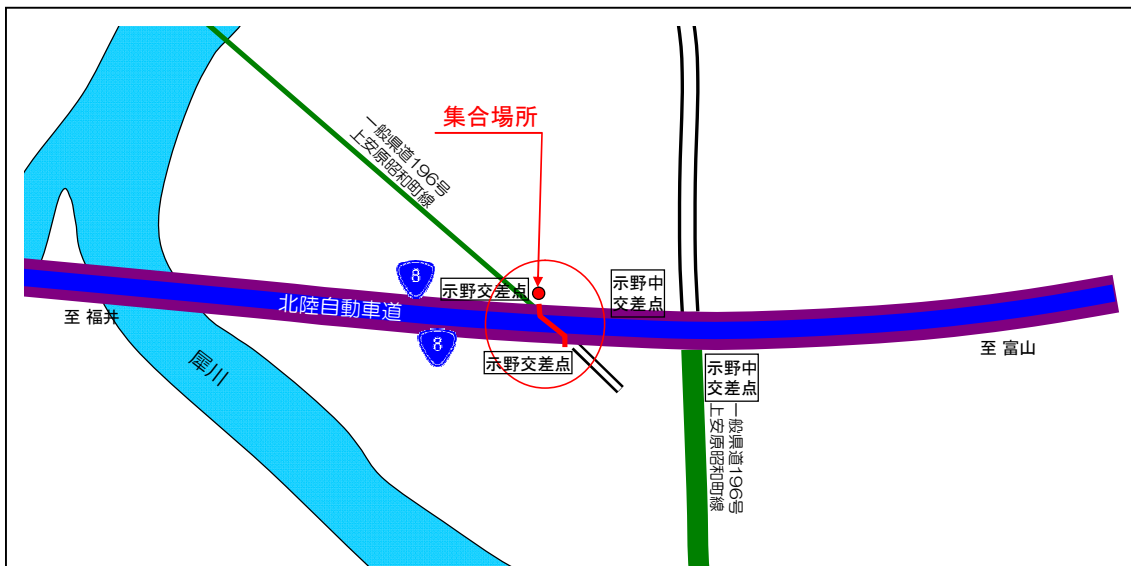 集合場所
一般県道196号
上安原昭和町線
8
示野交差点
示野中
交差点
北陸自動車道
至 福井
8
至 富山
示野交差点
示野中
交差点
犀川
一般県道196号
上安原昭和町線